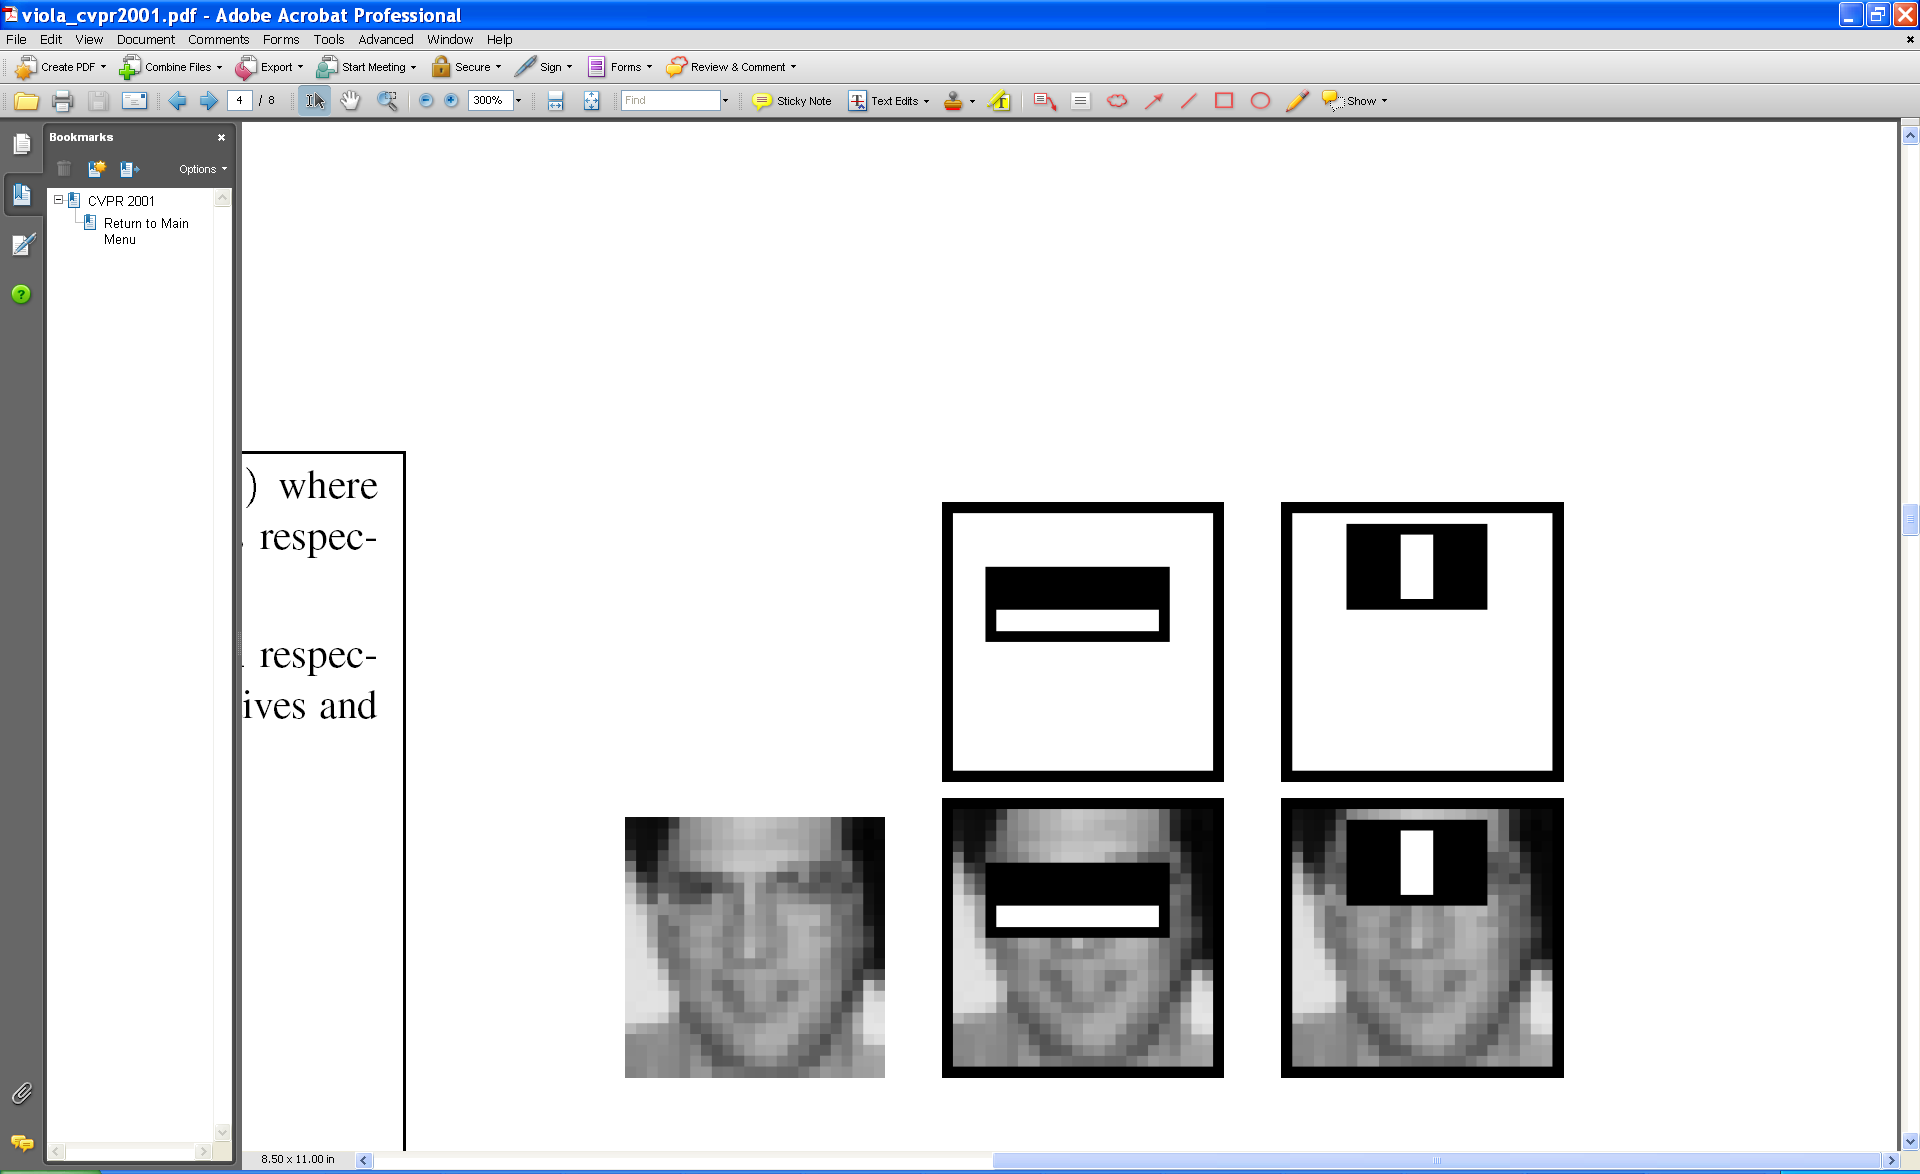 viola_cvpr2001.pdf - Adobe Acrobat Professional
File Edit View Document Comments Forms Tools Advanced Window Help
Create PDF Combine Files Export Start Meeting Secure Sign Forms Review & Comment
4 / 8 300% Find Sticky Note Text Edits Show
Bookmarks
Options
CVPR 2001
Return to Main
Menu
) where
respec-
respec-
ives and
8.50 x 11.00 in